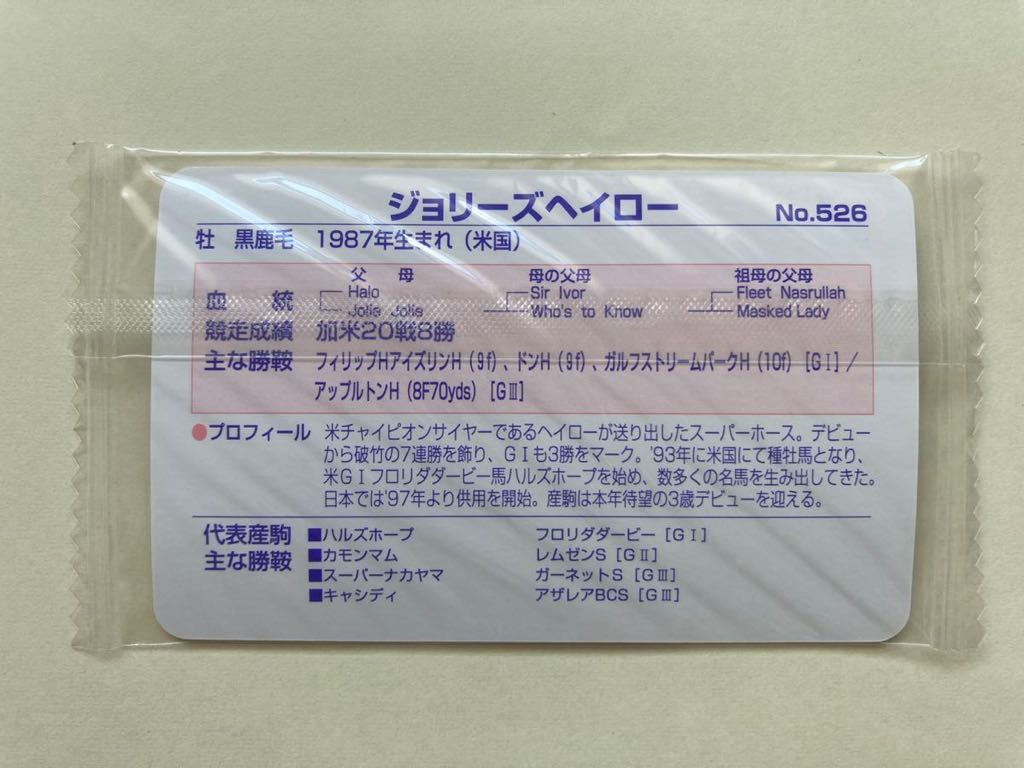 ジョリーズヘイロー No.526
牡 黒鹿毛 1987年生まれ（米国）
父 母 母の父母 祖母の父母
血統 Halo Sir Ivor Fleet Nasrullah
Jolie Jolie Who's to Know Masked Lady
競走成績 加米20戦8勝
主な勝鞍 フィリップHアイズリンH（9f）、ドンH（9f）、ガルフストリームパークH（10f）［GⅠ］／
アップルトンH（8F70yds）［GⅢ］
●プロフィール 米チャイピオンサイヤーであるヘイローが送り出したスーパーホース。デビュー
から破竹の7連勝を飾り、GⅠも3勝をマーク。'93年に米国にて種牡馬となり、
米GⅠフロリダダービー馬ハルズホープを始め、数多くの名馬を生み出してきた。
日本では'97年より供用を開始。産駒は本年待望の3歳デビューを迎える。
代表産駒 ■ハルズホープ フロリダダービー［GⅠ］
主な勝鞍 ■カモンマム レムゼンS［GⅡ］
■スーパーナカヤマ ガーネットS［GⅢ］
■キャシディ アザレアBCS［GⅢ］